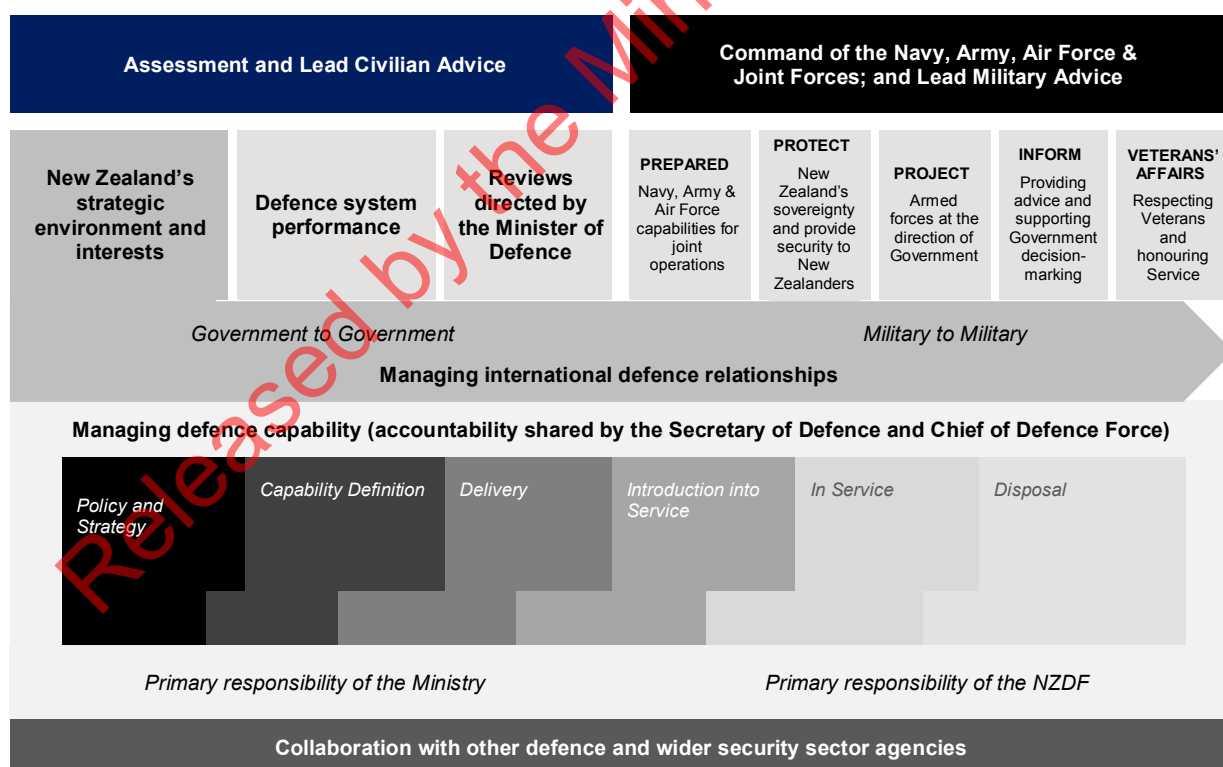 Assessment and Lead Civilian Advice
Command of the Navy, Army, Air Force &
Joint Forces; and Lead Military Advice
New Zealand's
strategic
environment and
interests
Defence system
performance
Reviews
directed by
the Minister of
Defence
PREPARED
Navy, Army &
Air Force
capabilities for
joint
operations
PROTECT
New
Zealand's
sovereignty
and provide
security to
New
Zealanders
PROJECT
Armed
forces at the
direction of
Government
INFORM
Providing
advice and
supporting
Government
decision-
marking
VETERANS'
AFFAIRS
Respecting
Veterans
and
honouring
Service
Government to Government
Military to Military
Managing international defence relationships
Managing defence capability (accountability shared by the Secretary of Defence and Chief of Defence Force)
Policy and
Strategy
Capability Definition
Delivery
Introduction into
Service
In Service
Disposal
Primary responsibility of the Ministry
Primary responsibility of the NZDF
Collaboration with other defence and wider security sector agencies
Released by the